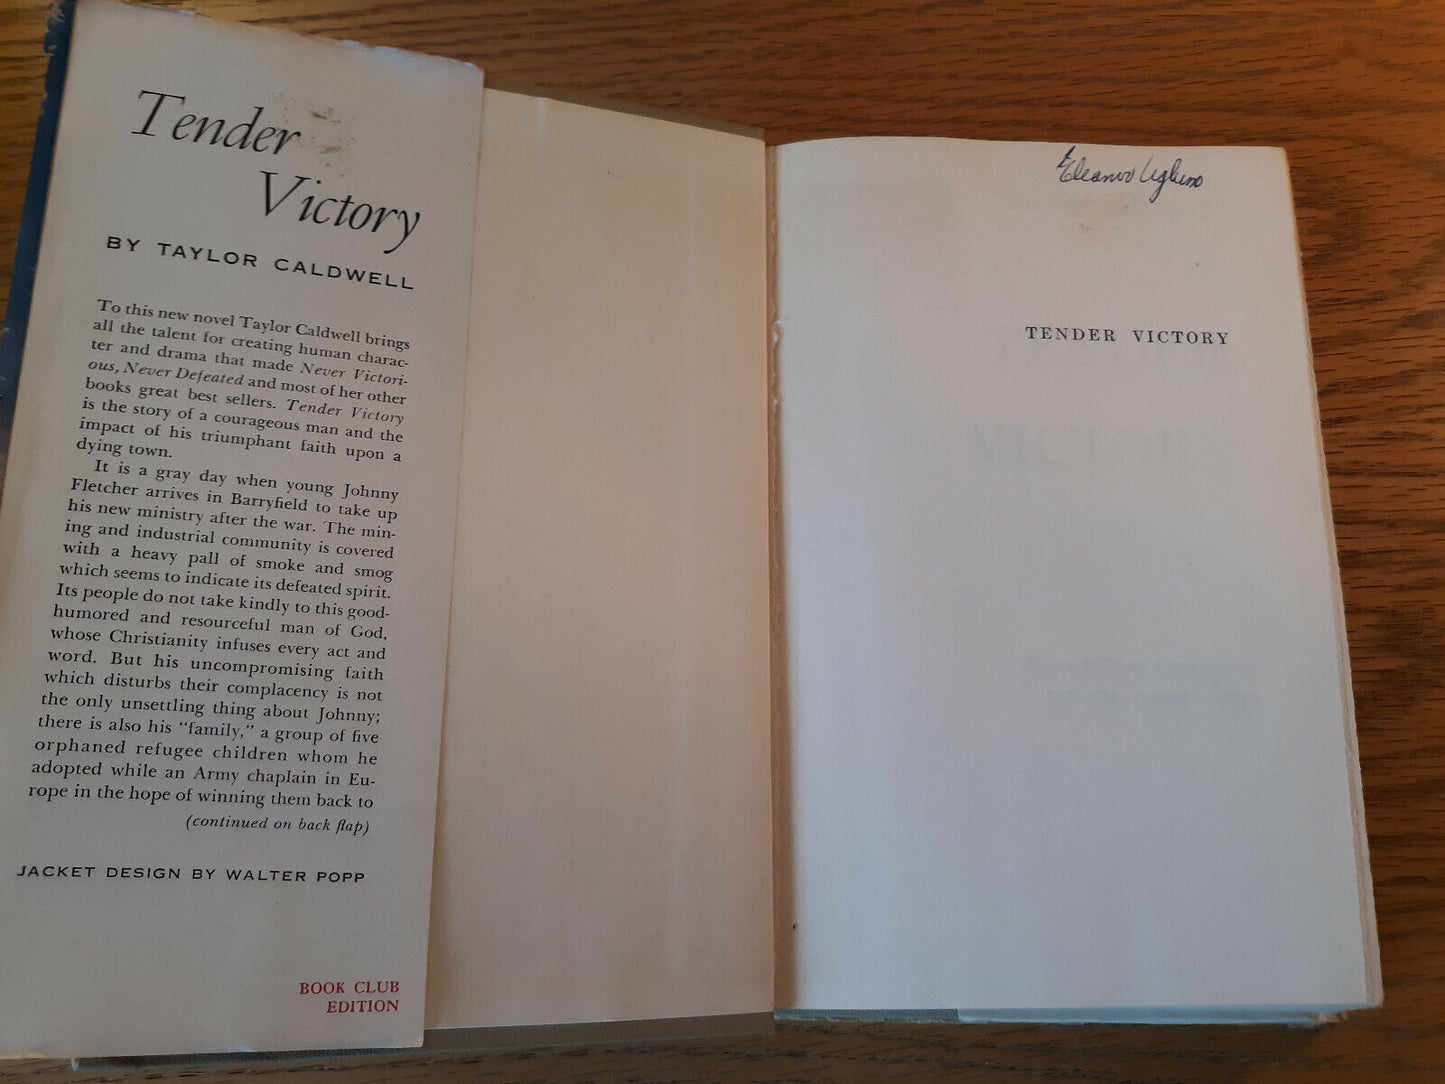 Tender
Victory
BY TAYLOR CALDWELL
To this new novel Taylor Caldwell brings
all the talent for creating human charac-
ter and drama that made Never Victori-
ous, Never Defeated and most of her other
books great best sellers. Tender Victory
is the story of a courageous man and the
impact of his triumphant faith upon a
dying town.
It is a gray day when young Johnny
Fletcher arrives in Barryfield to take up
his new ministry after the war. The min-
ing and industrial community is covered
with a heavy pall of smoke and smog
which seems to indicate its defeated spirit.
Its people do not take kindly to this good-
humored and resourceful man of God,
whose Christianity infuses every act and
word. But his uncompromising faith
which disturbs their complacency is not
the only unsettling thing about Johnny;
there is also his "family," a group of five
orphaned refugee children whom he
adopted while an Army chaplain in Eu-
rope in the hope of winning them back to
(continued on back flap)
JACKET DESIGN BY WALTER POPP
BOOK CLUB
EDITION
Eleanor
TENDER VICTORY